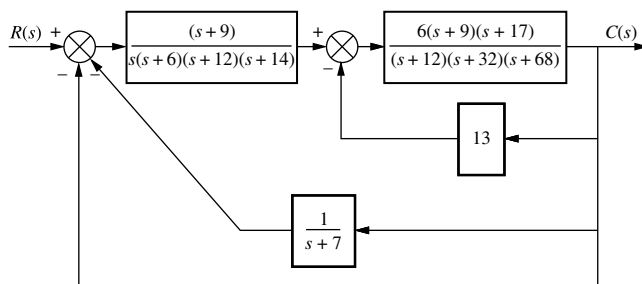 R(s) + − −
(s + 9)
s(s + 6)(s + 12)(s + 14)
+ −
6(s + 9)(s + 17)
(s + 12)(s + 32)(s + 68)
C(s)
13
1
s + 7